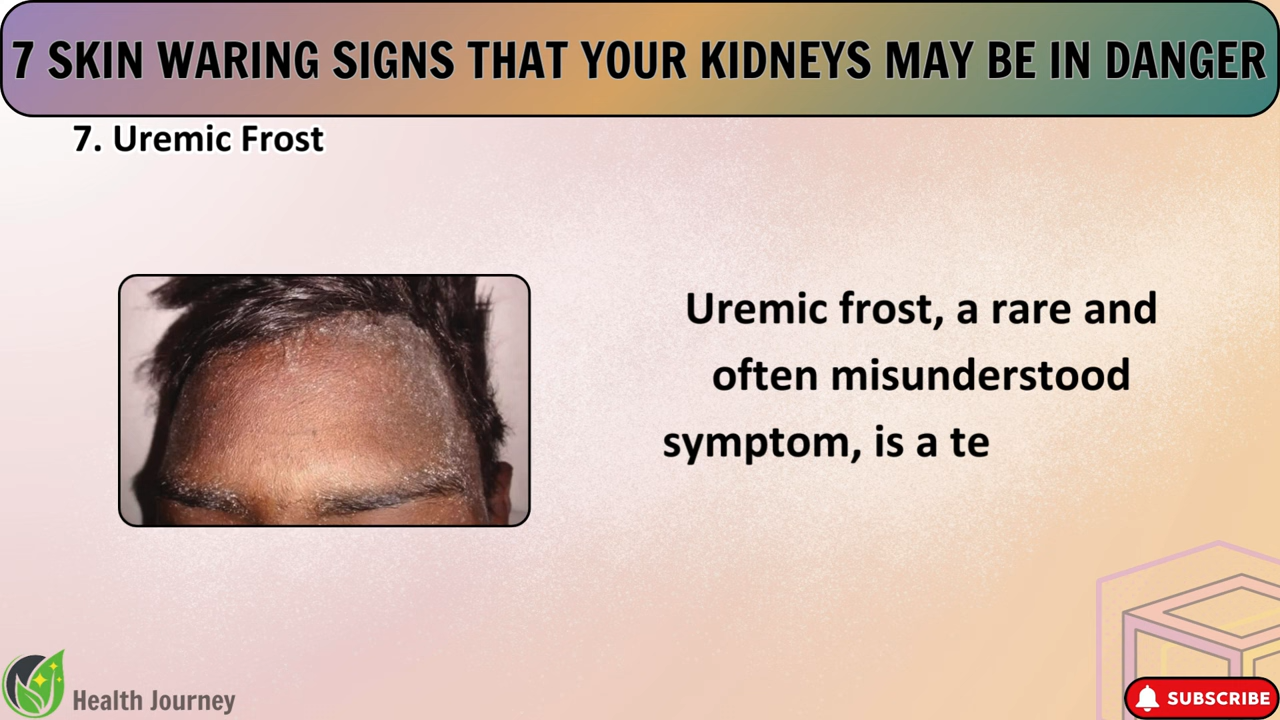 7 SKIN WARING SIGNS THAT YOUR KIDNEYS MAY BE IN DANGER
7. Uremic Frost
Uremic frost, a rare and
often misunderstood
symptom, is a te
Health Journey
SUBSCRIBE